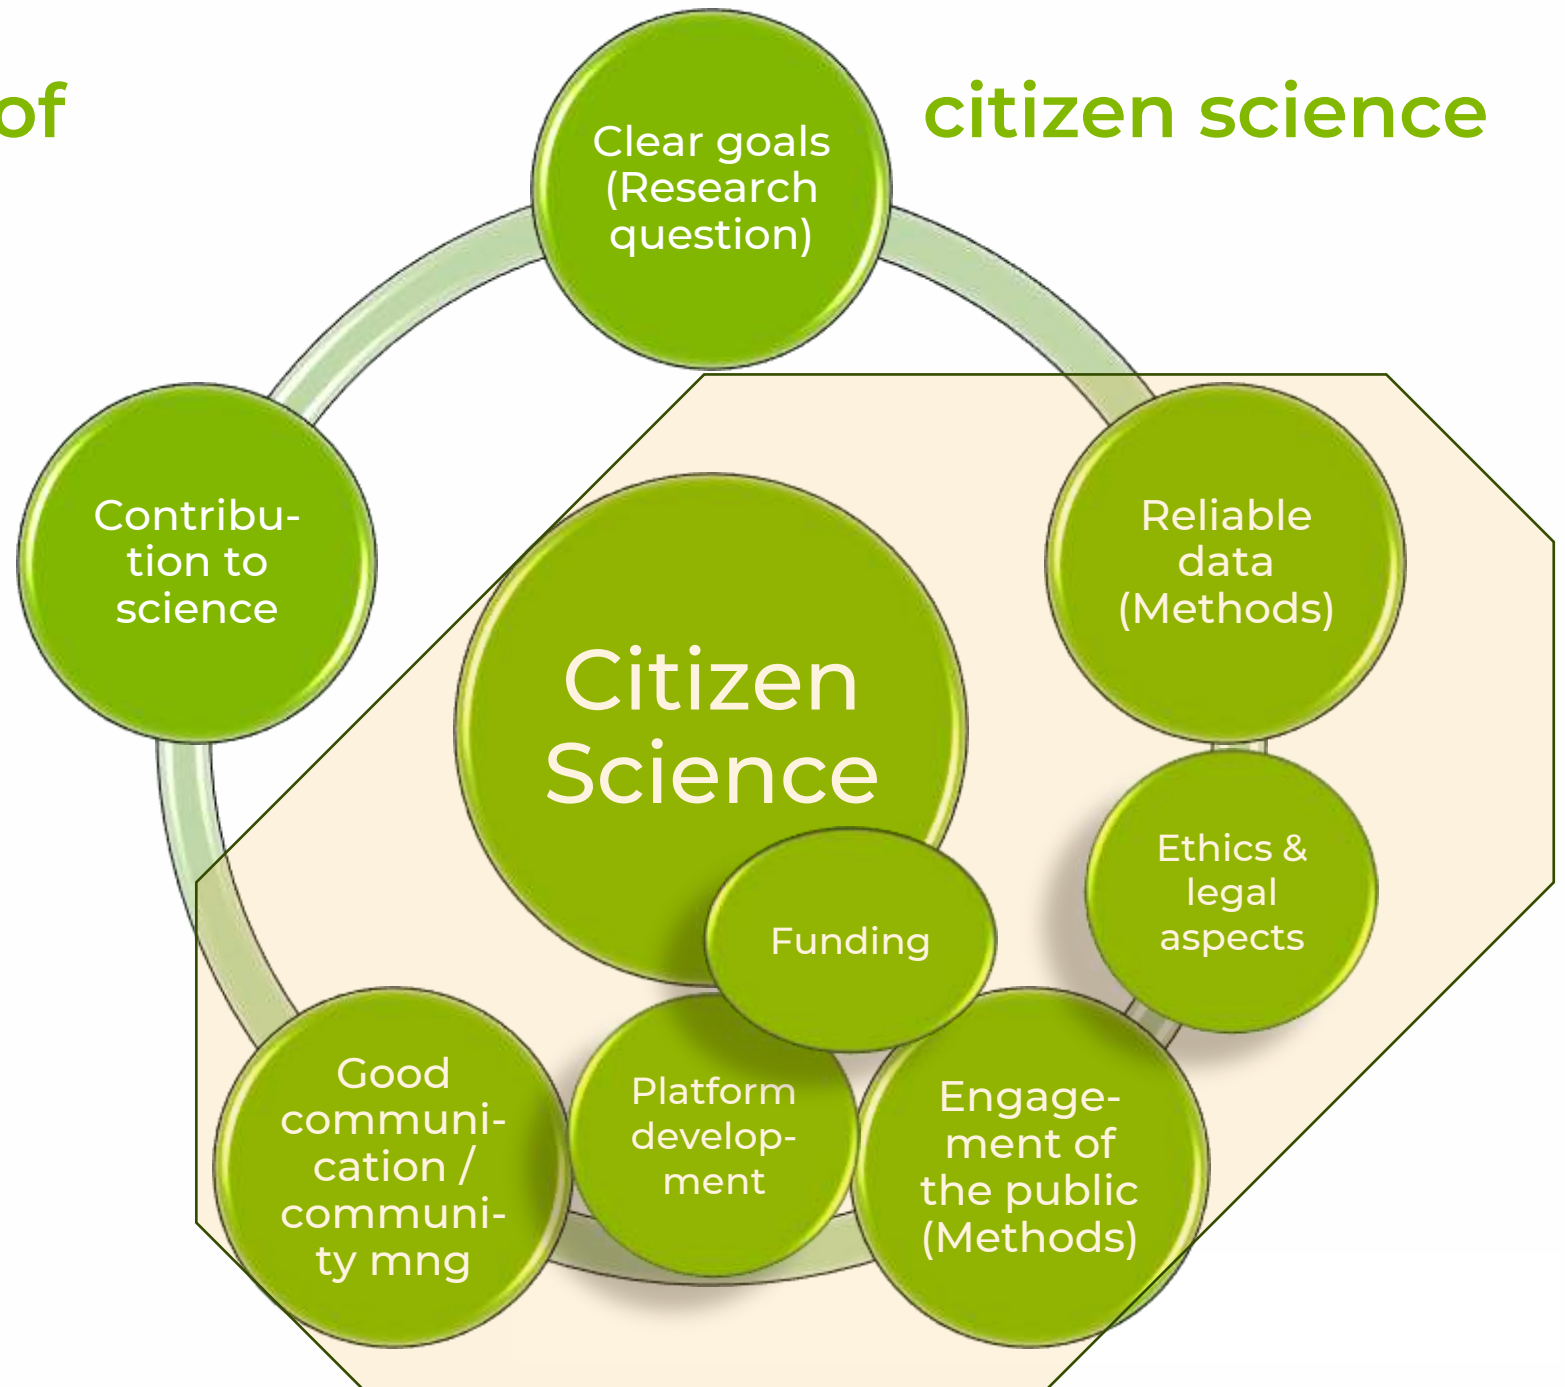 of citizen science
Clear goals
(Research
question)
Contribu-
tion to
science
Reliable
data
(Methods)
Citizen
Science
Ethics &
legal
aspects
Funding
Good
communi-
cation /
communi-
ty mng
Platform
develop-
ment
Engage-
ment of
the public
(Methods)